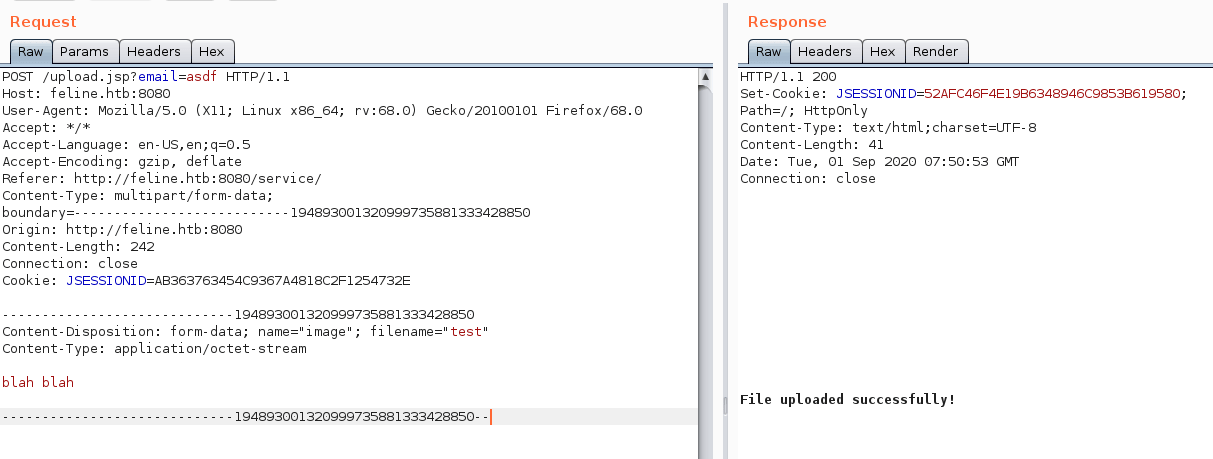 Request
Raw Params Headers Hex
POST /upload.jsp?email=asdf HTTP/1.1
Host: feline.htb:8080
User-Agent: Mozilla/5.0 (X11; Linux x86_64; rv:68.0) Gecko/20100101 Firefox/68.0
Accept: */*
Accept-Language: en-US,en;q=0.5
Accept-Encoding: gzip, deflate
Referer: http://feline.htb:8080/service/
Content-Type: multipart/form-data;
boundary=---------------------------194893001320999735881333428850
Origin: http://feline.htb:8080
Content-Length: 242
Connection: close
Cookie: JSESSIONID=AB363763454C9367A4818C2F1254732E
-----------------------------194893001320999735881333428850
Content-Disposition: form-data; name="image"; filename="test"
Content-Type: application/octet-stream
blah blah
-----------------------------194893001320999735881333428850--
Response
Raw Headers Hex Render
HTTP/1.1 200
Set-Cookie: JSESSIONID=52AFC46F4E19B6348946C9853B619580;
Path=/; HttpOnly
Content-Type: text/html;charset=UTF-8
Content-Length: 41
Date: Tue, 01 Sep 2020 07:50:53 GMT
Connection: close
File uploaded successfully!